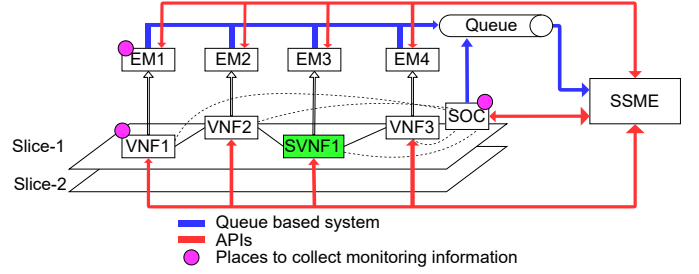 Queue
EM1
EM2
EM3
EM4
SSME
SOC
VNF1
VNF2
SVNF1
VNF3
Slice-1
Slice-2
Queue based system
APIs
Places to collect monitoring information